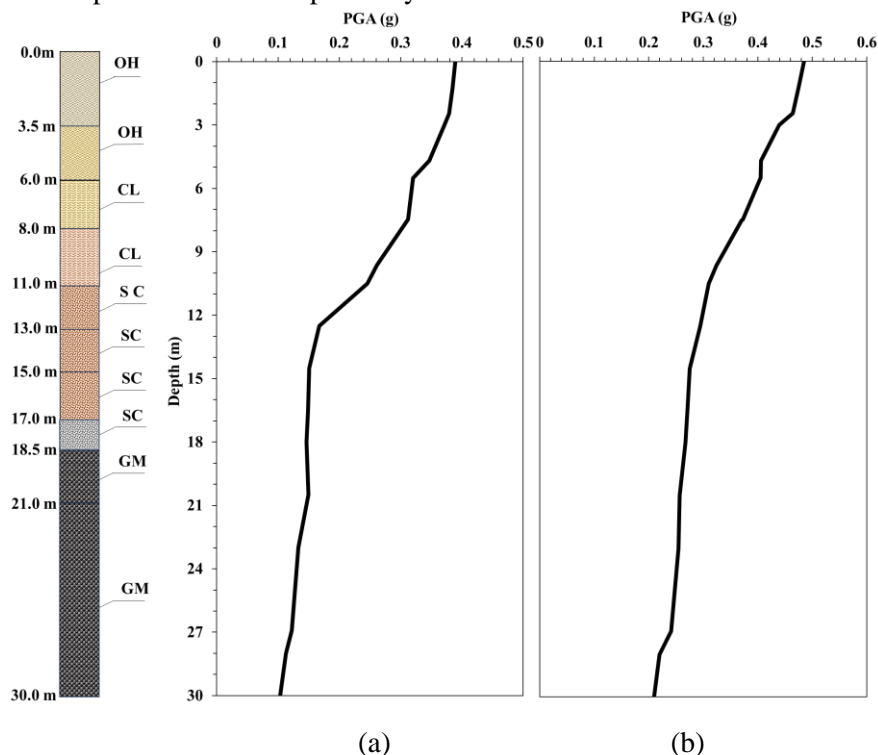 PGA (g)
PGA (g)
0 0.1 0.2 0.3 0.4 0.5
0 0.1 0.2 0.3 0.4 0.5 0.6
0.0 m
OH
3.5 m
OH
6.0 m
CL
8.0 m
CL
11.0 m
S C
13.0 m
SC
15.0 m
SC
17.0 m
SC
18.5 m
GM
21.0 m
GM
30.0 m
Depth (m)
0
3
6
9
12
15
18
21
24
27
30
(a)
(b)